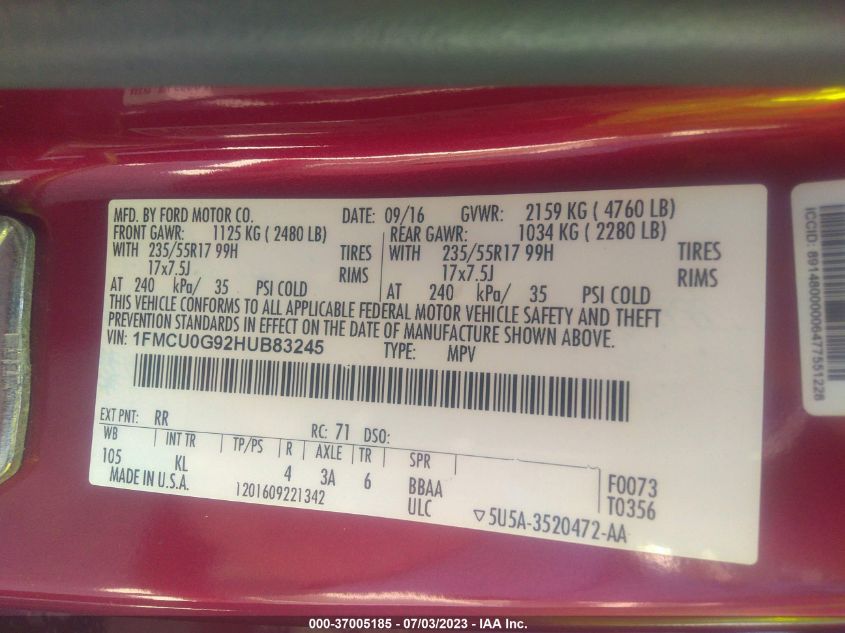 MFD. BY FORD MOTOR CO. DATE: 09/16 GVWR: 2159 KG ( 4760 LB)
FRONT GAWR: 1125 KG ( 2480 LB) REAR GAWR: 1034 KG ( 2280 LB)
WITH 235/55R17 99H TIRES WITH 235/55R17 99H TIRES
17x7.5J RIMS 17x7.5J RIMS
AT 240 kPa/ 35 PSI COLD AT 240 kPa/ 35 PSI COLD
THIS VEHICLE CONFORMS TO ALL APPLICABLE FEDERAL MOTOR VEHICLE SAFETY AND THEFT
PREVENTION STANDARDS IN EFFECT ON THE DATE OF MANUFACTURE SHOWN ABOVE.
VIN: 1FMCU0G92HUB83245 TYPE: MPV
EXT PNT: RR RC: 71 DSO:
WB INT TR TP/PS R AXLE TR SPR
105 KL 4 3A 6 BBAA F0073
MADE IN U.S.A. 1201609221342 ULC T0356
▽5U5A-3520472-AA
ICCID: 89148000006477551228
000-37005185 - 07/03/2023 - IAA Inc.